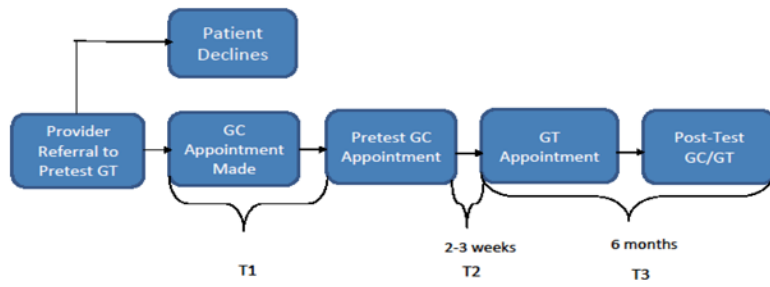 Patient
Declines
Provider
Referral to
Pretest GT
GC
Appointment
Made
Pretest GC
Appointment
GT
Appointment
Post-Test
GC/GT
2-3 weeks
6 months
T1
T2
T3